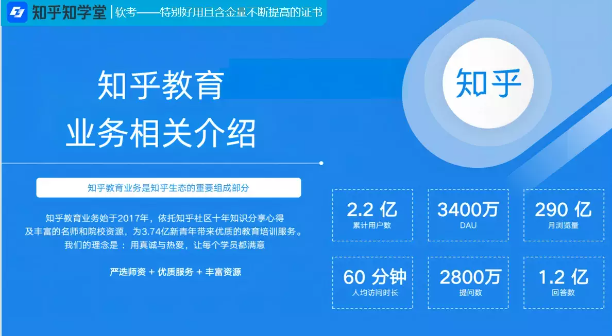 知乎知学堂 软考——特别好用且含金量不断提高的证书
知乎教育
业务相关介绍
知乎
知乎教育业务是知乎生态的重要组成部分
知乎教育业务始于2017年，依托知乎社区十年知识分享心得
及丰富的名师和院校资源，为3.74亿新青年带来优质的教育培训服务。
我们的理念是：用真诚与热爱，让每个学员都满意
严选师资 + 优质服务 + 丰富资源
2.2 亿
累计用户数
3400万
DAU
290 亿
月浏览量
60 分钟
人均访问时长
2800万
提问数
1.2 亿
回答数